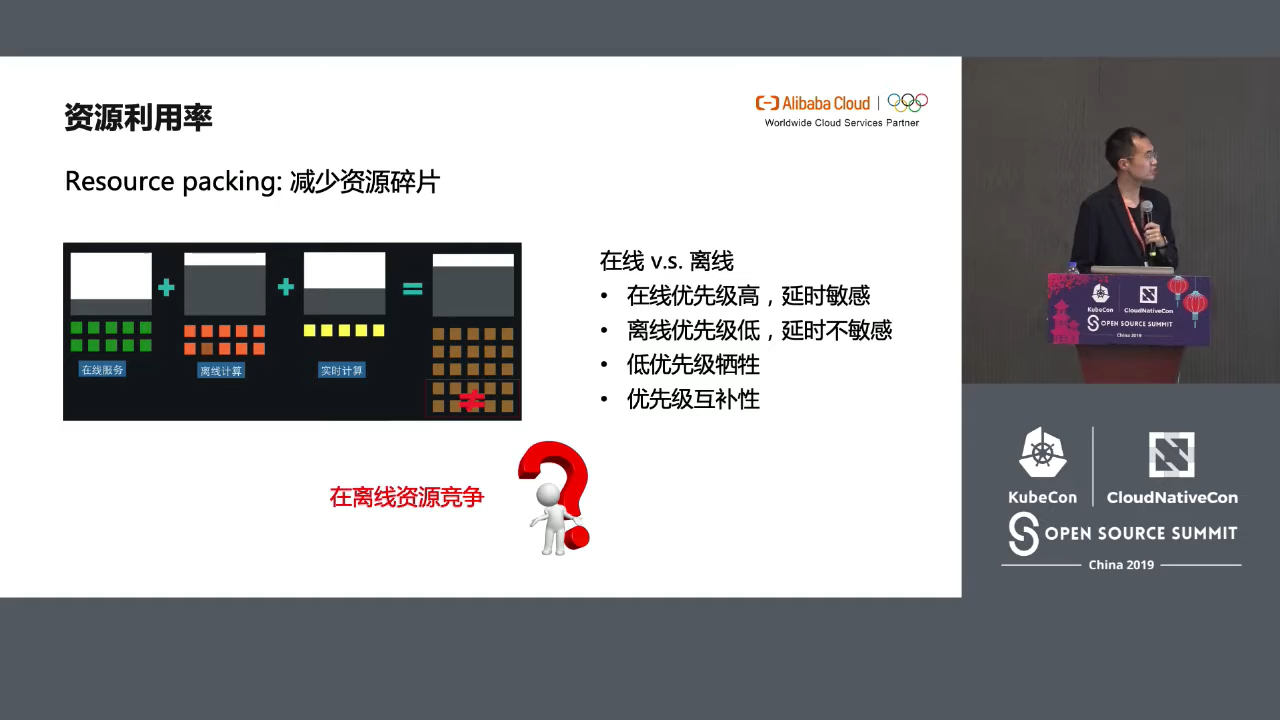 资源利用率
Alibaba Cloud
Worldwide Cloud Services Partner
Resource packing: 减少资源碎片
在线服务
离线计算
实时计算
在线 v.s. 离线
• 在线优先级高，延时敏感
• 离线优先级低，延时不敏感
• 低优先级牺牲
• 优先级互补性
在离线资源竞争
KubeCon
CloudNativeCon
OPEN SOURCE SUMMIT
China 2019
KubeCon
CloudNativeCon
OPEN SOURCE SUMMIT
China 2019